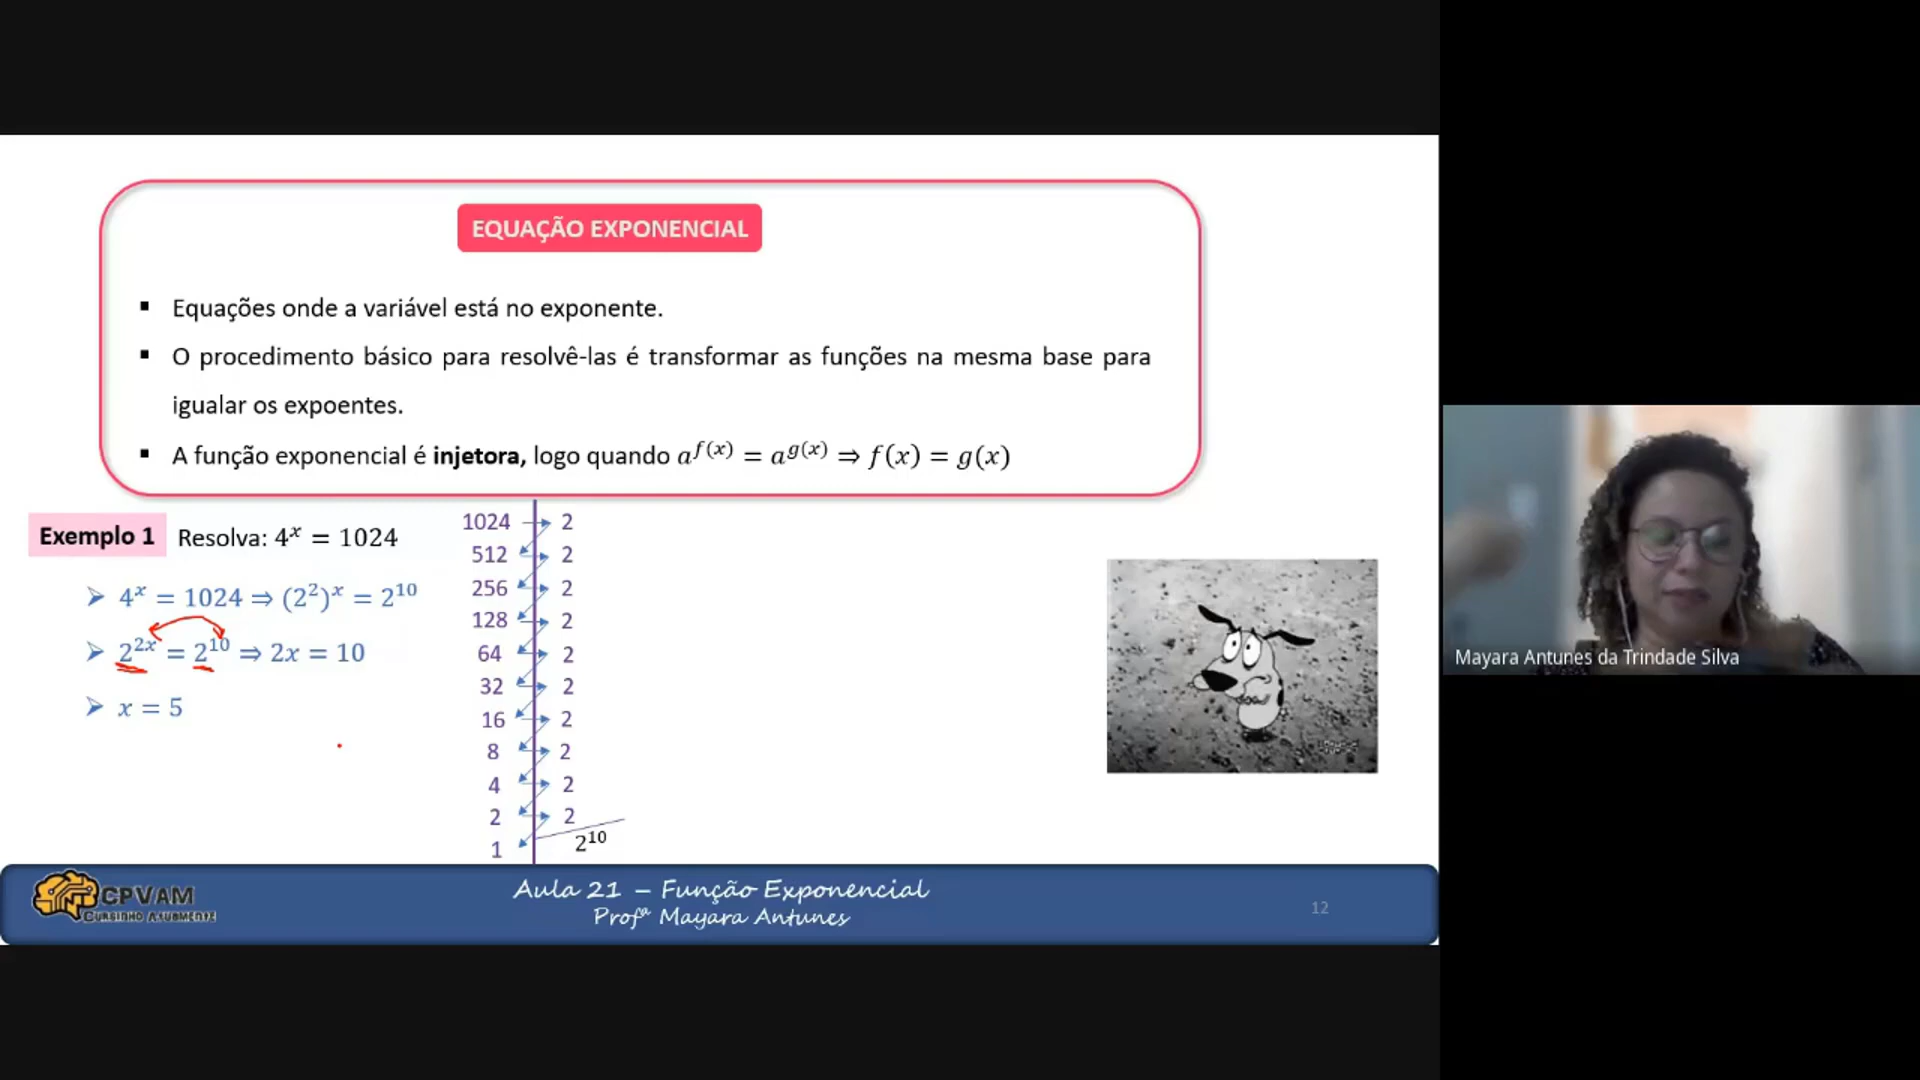 EQUAÇÃO EXPONENCIAL
▪ Equações onde a variável está no exponente.
▪ O procedimento básico para resolvê-las é transformar as funções na mesma base para
igualar os expoentes.
▪ A função exponencial é injetora, logo quando a^{f(x)} = a^{g(x)} ⇒ f(x) = g(x)
Exemplo 1 Resolva: 4^x = 1024
➢ 4^x = 1024 ⇒ (2^2)^x = 2^{10}
➢ 2^{2x} = 2^{10} ⇒ 2x = 10
➢ x = 5
1024 2
512 2
256 2
128 2
64 2
32 2
16 2
8 2
4 2
2 2
1 2^{10}
Mayara Antunes da Trindade Silva
CPVAM
Aula 21 – Função Exponencial
Profª Mayara Antunes
12